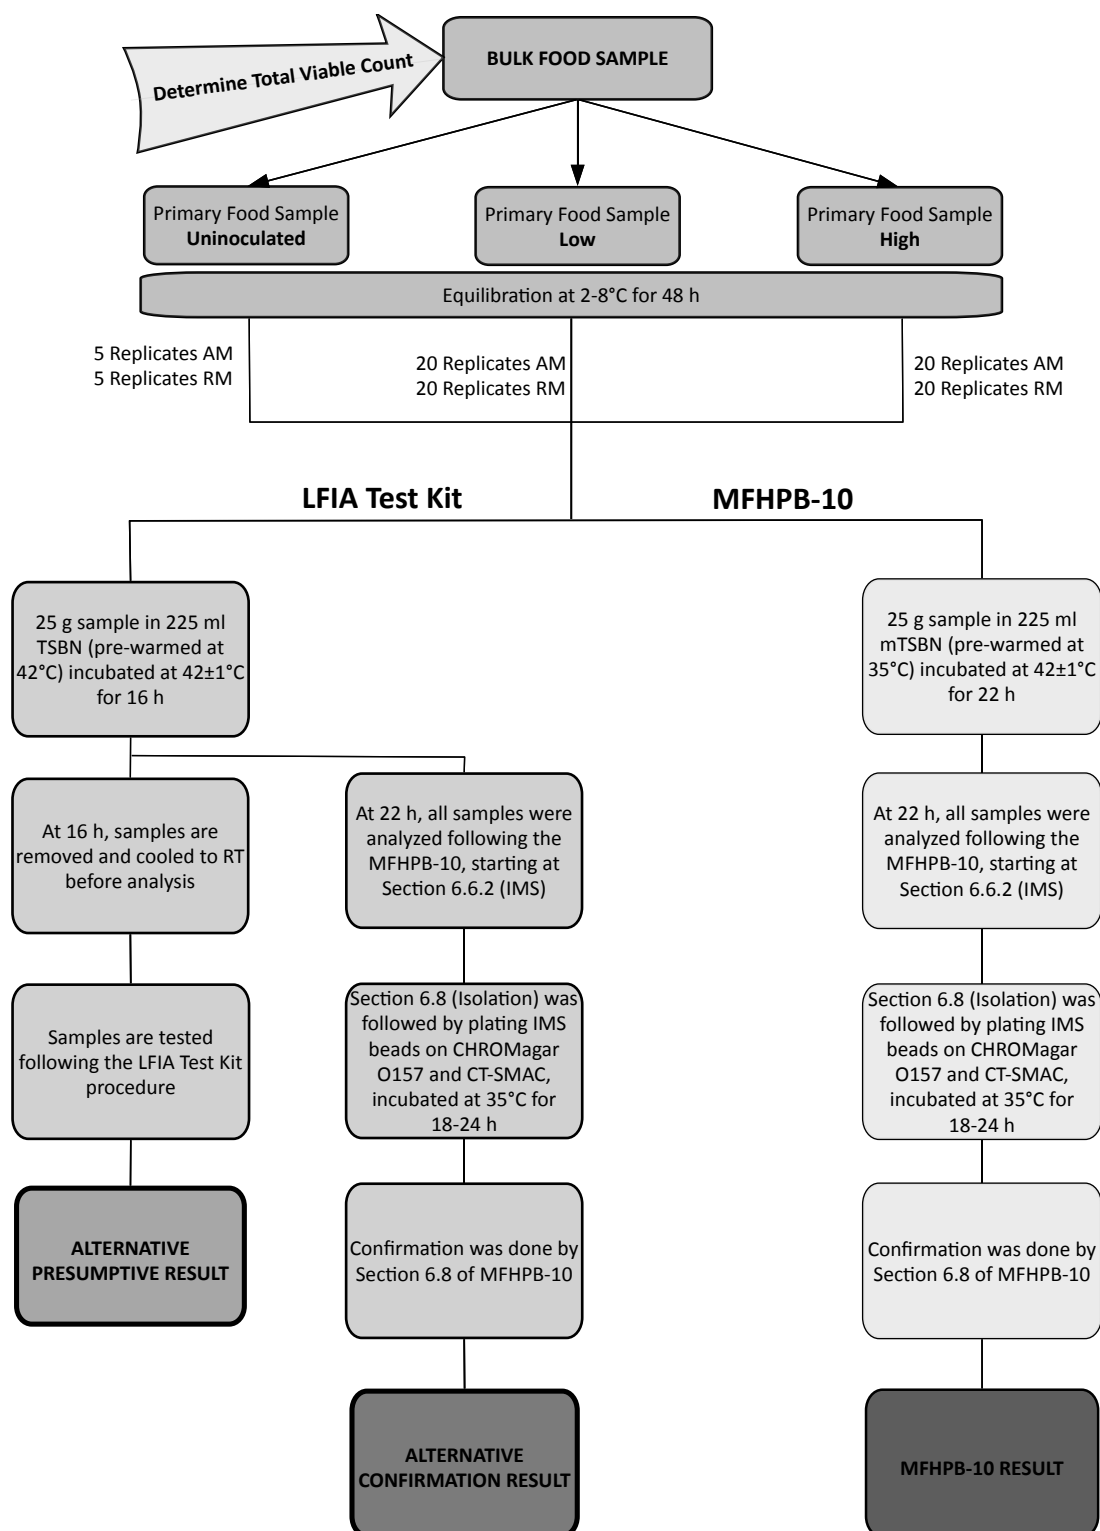 Determine Total Viable Count
BULK FOOD SAMPLE
Primary Food Sample
Uninoculated
Primary Food Sample
Low
Primary Food Sample
High
Equilibration at 2-8°C for 48 h
5 Replicates AM
5 Replicates RM
20 Replicates AM
20 Replicates RM
20 Replicates AM
20 Replicates RM
LFIA Test Kit
MFHPB-10
25 g sample in 225 ml
TSBN (pre-warmed at
42°C) incubated at 42±1°C
for 16 h
25 g sample in 225 ml
mTSBN (pre-warmed at
35°C) incubated at 42±1°C
for 22 h
At 16 h, samples are
removed and cooled to RT
before analysis
At 22 h, all samples were
analyzed following the
MFHPB-10, starting at
Section 6.6.2 (IMS)
At 22 h, all samples were
analyzed following the
MFHPB-10, starting at
Section 6.6.2 (IMS)
Samples are tested
following the LFIA Test Kit
procedure
Section 6.8 (Isolation) was
followed by plating IMS
beads on CHROMagar
O157 and CT-SMAC,
incubated at 35°C for
18-24 h
Section 6.8 (Isolation) was
followed by plating IMS
beads on CHROMagar
O157 and CT-SMAC,
incubated at 35°C for
18-24 h
ALTERNATIVE
PRESUMPTIVE RESULT
Confirmation was done by
Section 6.8 of MFHPB-10
Confirmation was done by
Section 6.8 of MFHPB-10
ALTERNATIVE
CONFIRMATION RESULT
MFHPB-10 RESULT